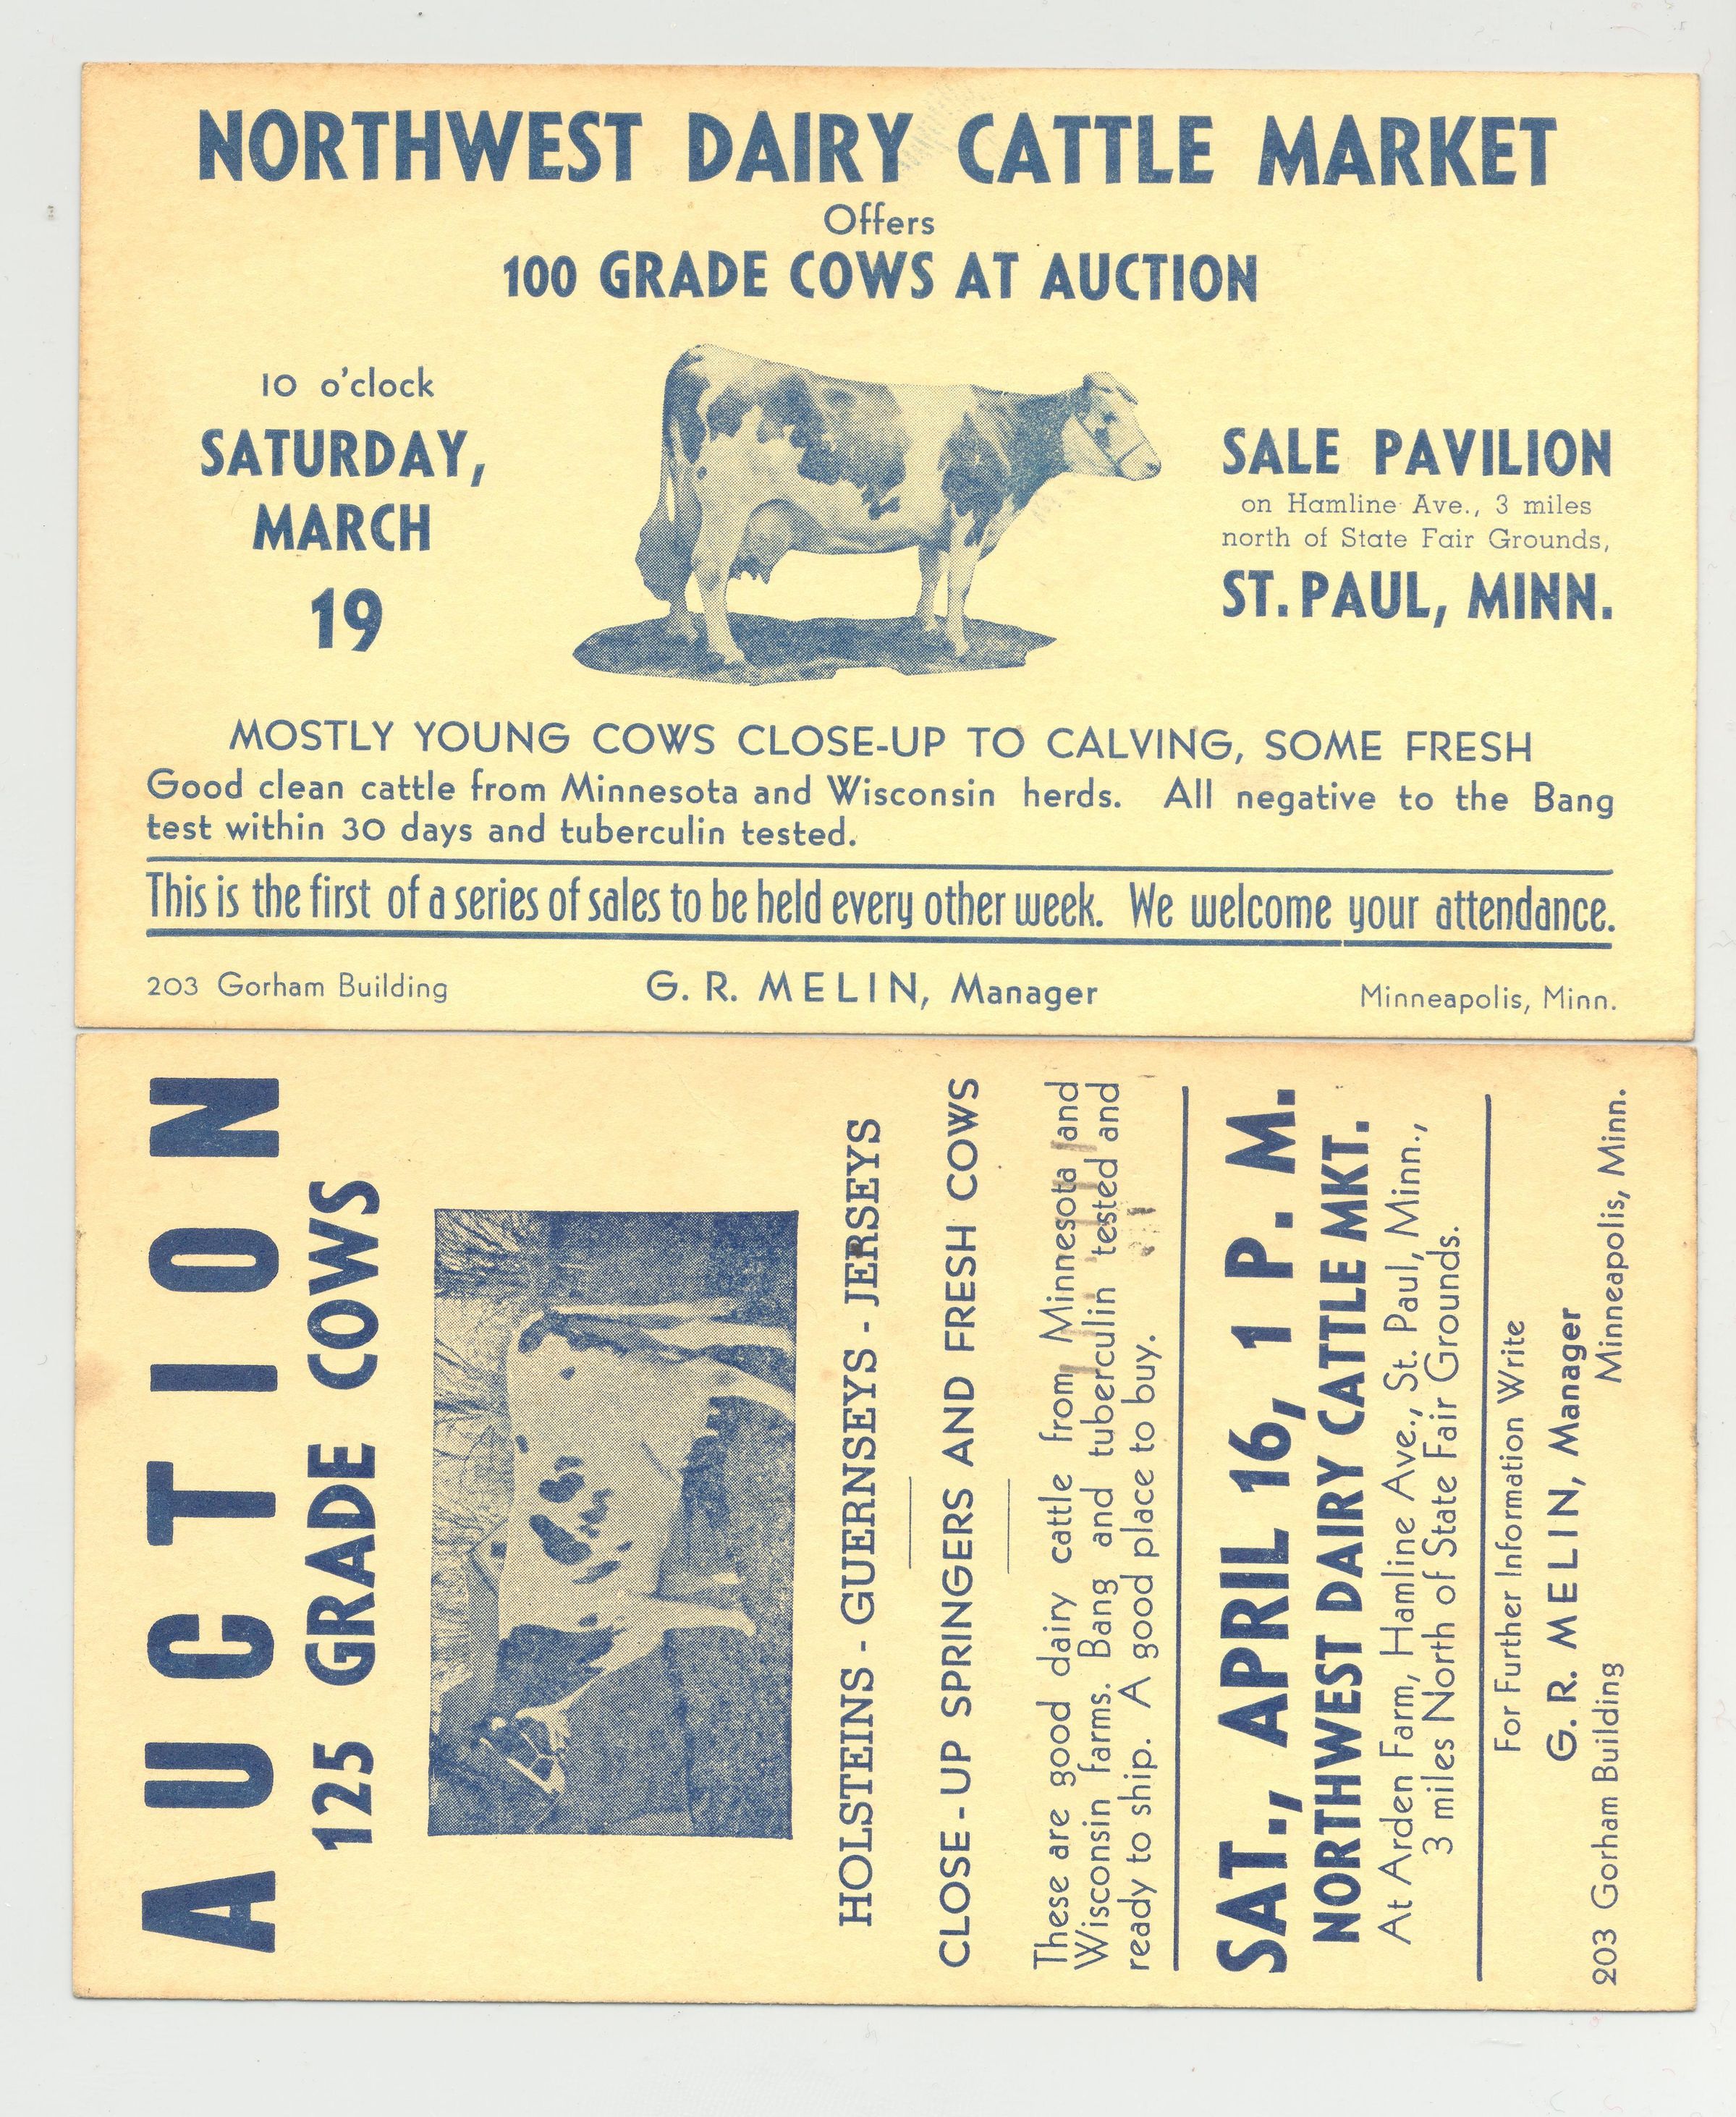 NORTHWEST DAIRY CATTLE MARKET
Offers
100 GRADE COWS AT AUCTION
10 o'clock
SATURDAY,
MARCH
19
SALE PAVILION
on Hamline Ave., 3 miles
north of State Fair Grounds,
ST. PAUL, MINN.
MOSTLY YOUNG COWS CLOSE-UP TO CALVING, SOME FRESH
Good clean cattle from Minnesota and Wisconsin herds. All negative to the Bang
test within 30 days and tuberculin tested.
This is the first of a series of sales to be held every other week. We welcome your attendance.
203 Gorham Building G. R. MELIN, Manager Minneapolis, Minn.
AUCTION
125 GRADE COWS
HOLSTEINS - GUERNSEYS - JERSEYS
CLOSE-UP SPRINGERS AND FRESH COWS
These are good dairy cattle from Minnesota and
Wisconsin farms. Bang and tuberculin tested and
ready to ship. A good place to buy.
SAT., APRIL 16, 1 P. M.
NORTHWEST DAIRY CATTLE MKT.
At Arden Farm, Hamline Ave., St. Paul, Minn.,
3 miles North of State Fair Grounds.
For Further Information Write
G. R. MELIN, Manager
203 Gorham Building Minneapolis, Minn.